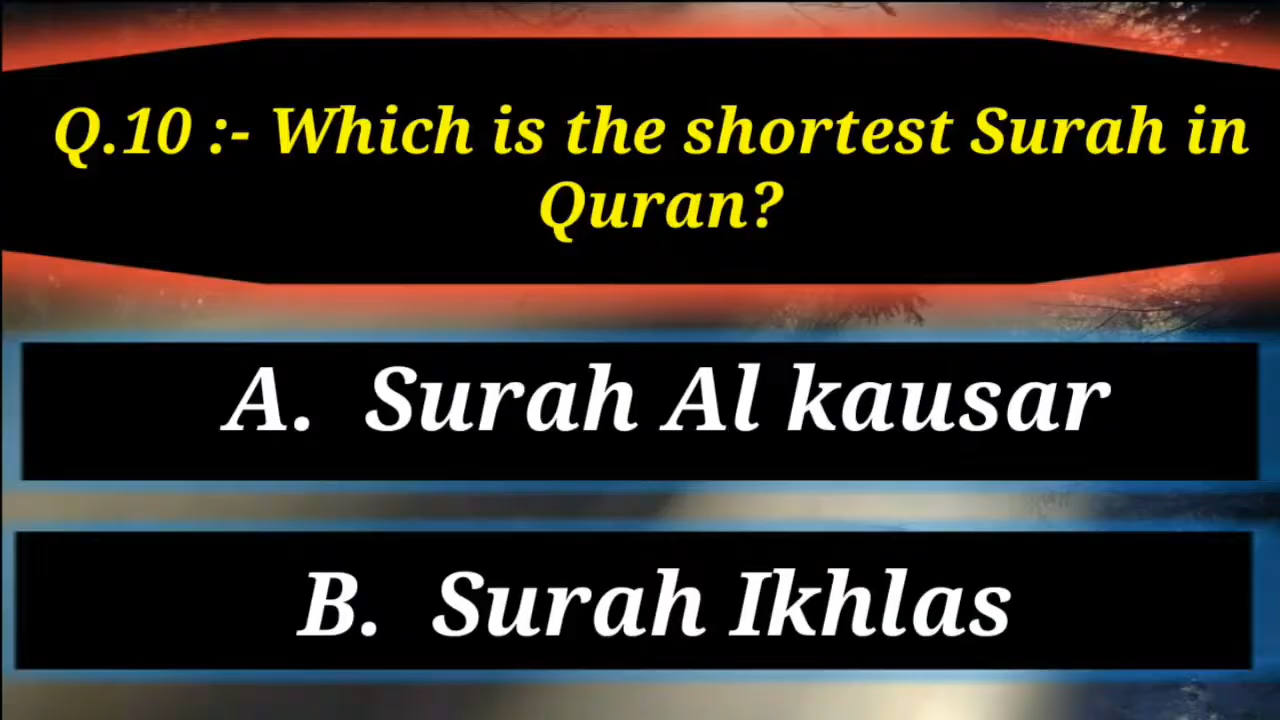 Q.10 :- Which is the shortest Surah in
Quran?
A. Surah Al kausar
B. Surah Ikhlas